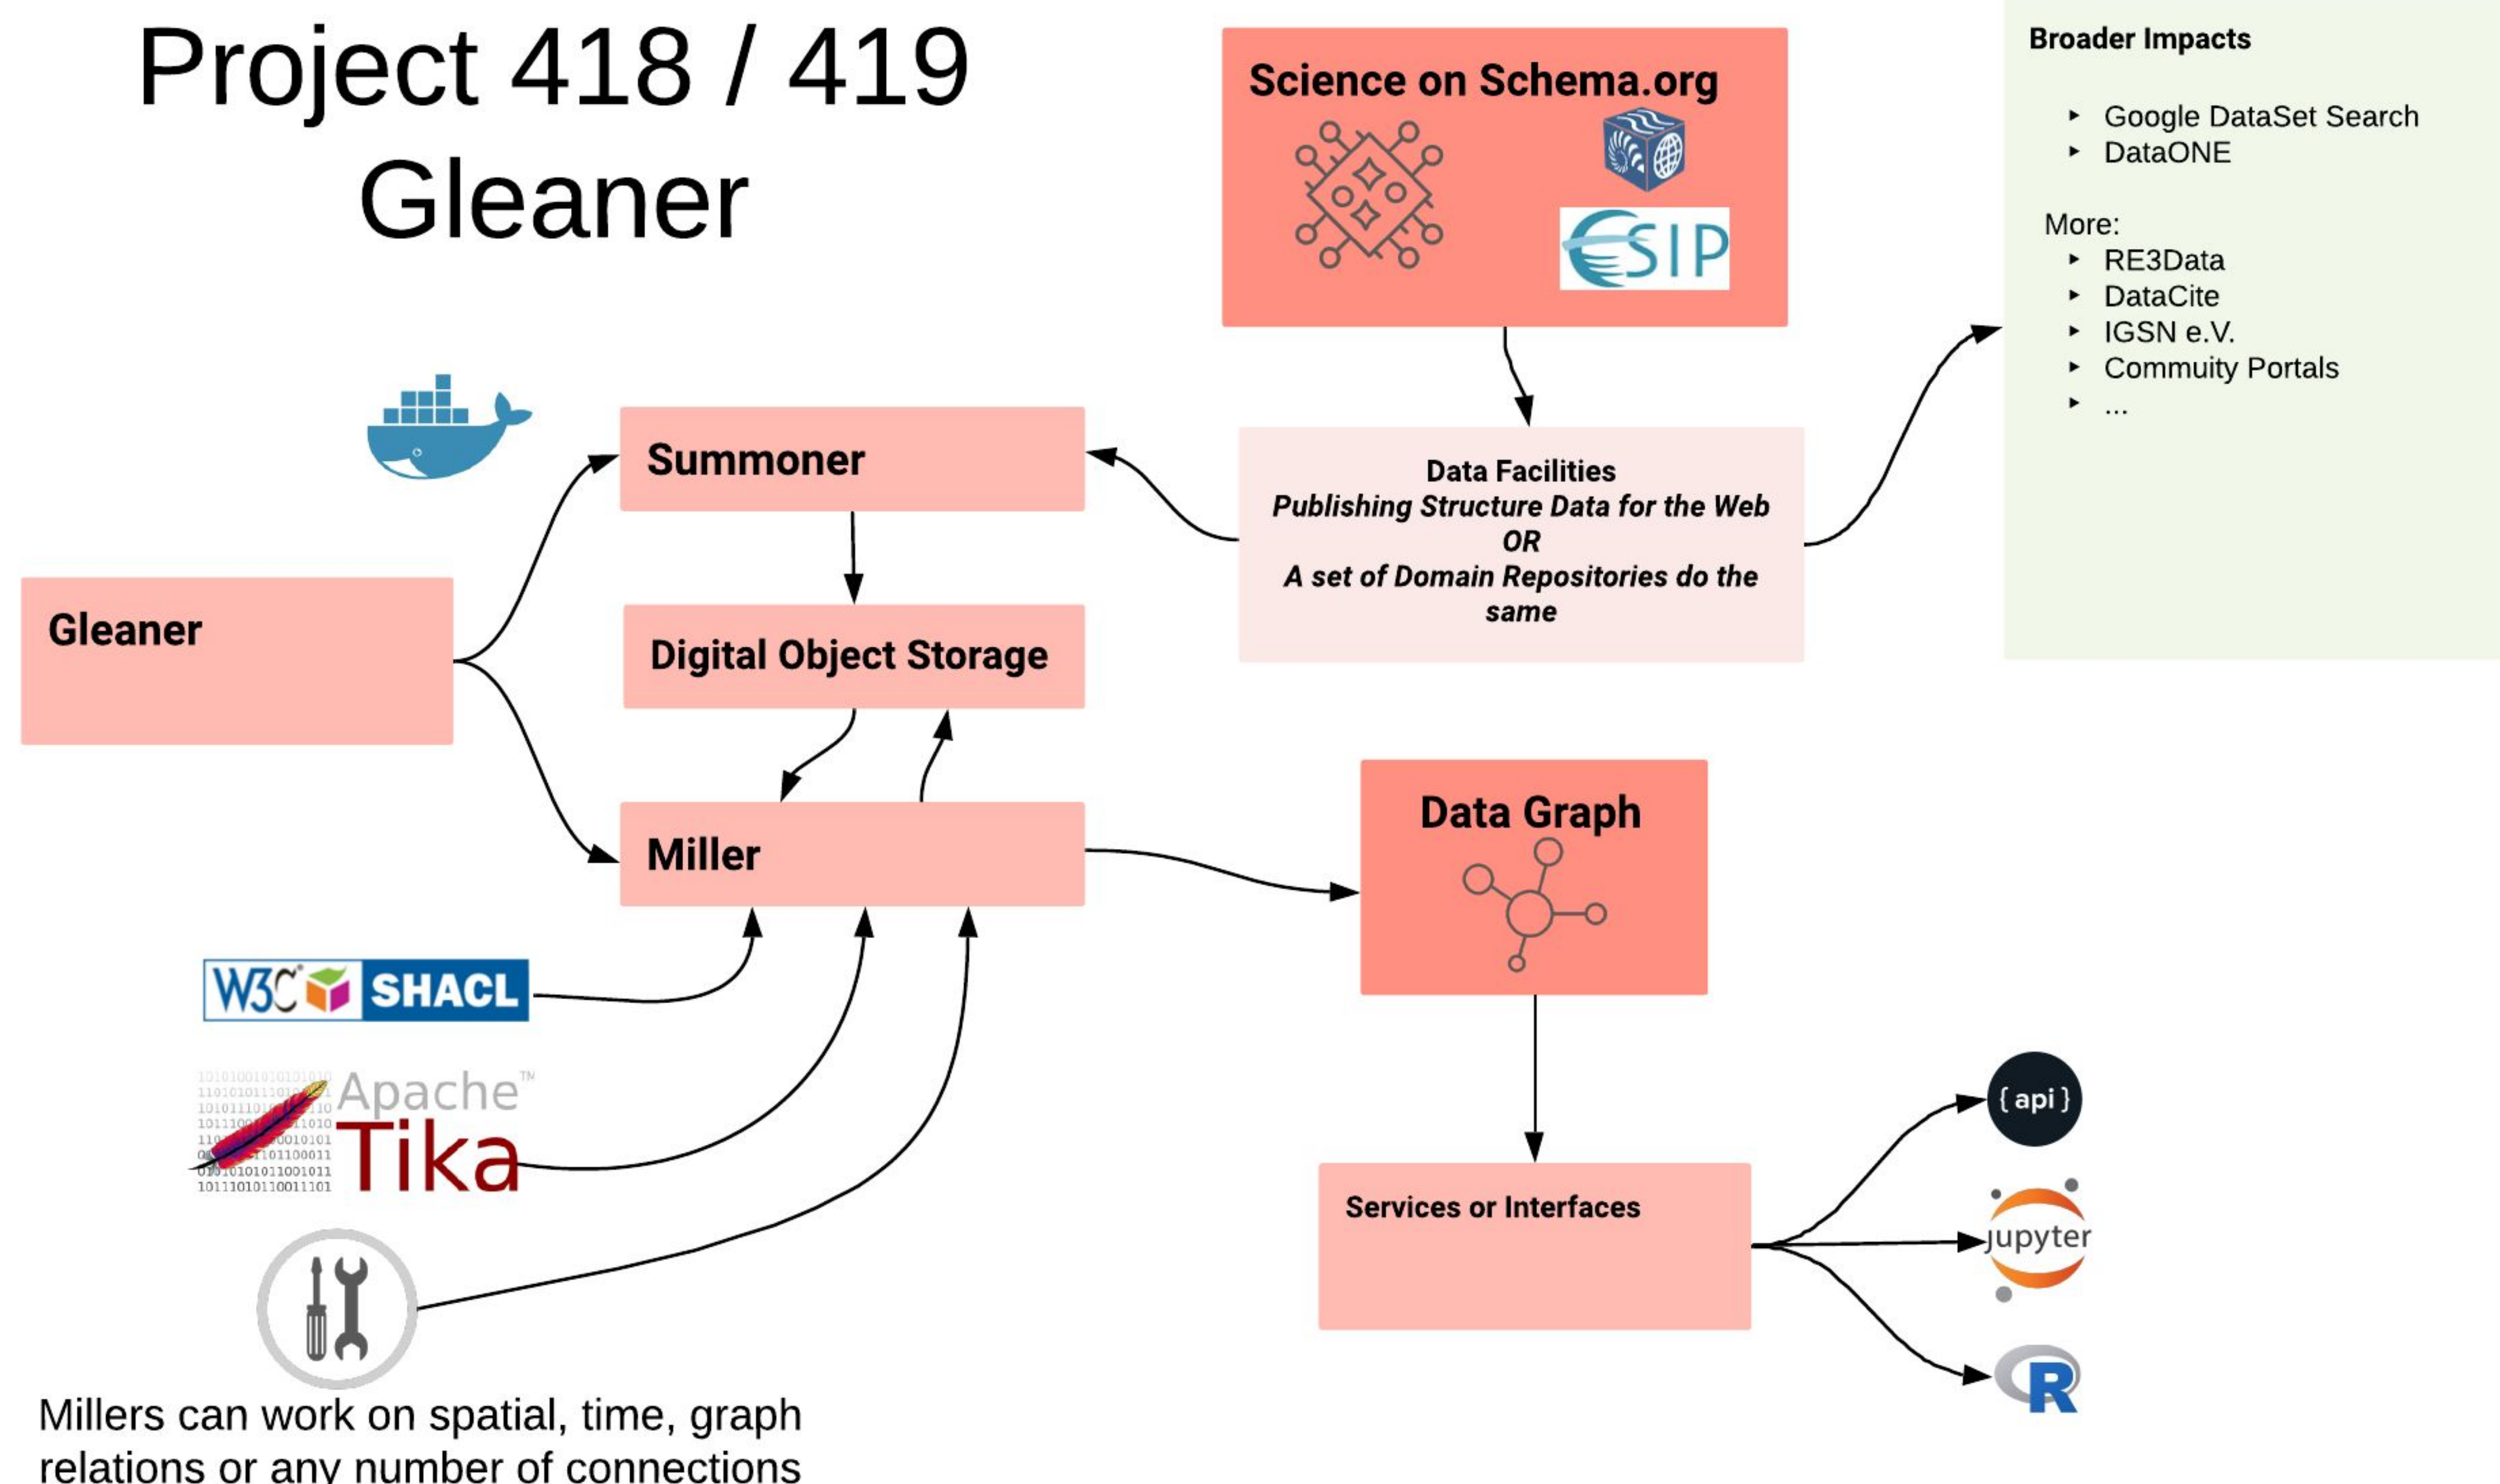 Project 418 / 419
Gleaner
Science on Schema.org
ESIP
Broader Impacts
Google DataSet Search
DataONE
More:
RE3Data
DataCite
IGSN e.V.
Commuity Portals
...
Summoner
Data Facilities
Publishing Structure Data for the Web
OR
A set of Domain Repositories do the
same
Gleaner
Digital Object Storage
Miller
Data Graph
W3C SHACL
Apache™
Tika
Services or Interfaces
{api}
jupyter
R
Millers can work on spatial, time, graph
relations or any number of connections